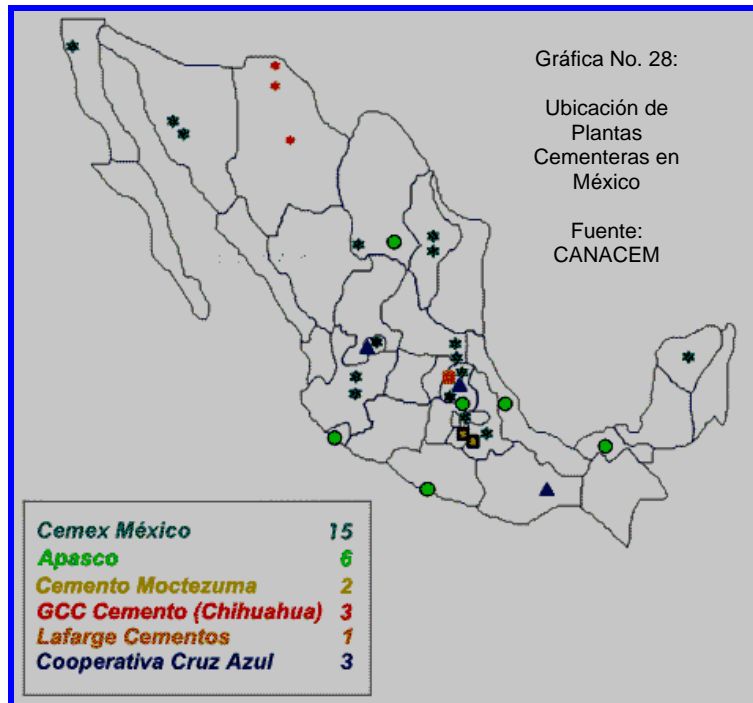 Gráfica No. 28:
Ubicación de
Plantas
Cementeras en
México
Fuente:
CANACEM
Cemex México 15
Apasco 6
Cemento Moctezuma 2
GCC Cemento (Chihuahua) 3
Lafarge Cementos 1
Cooperativa Cruz Azul 3